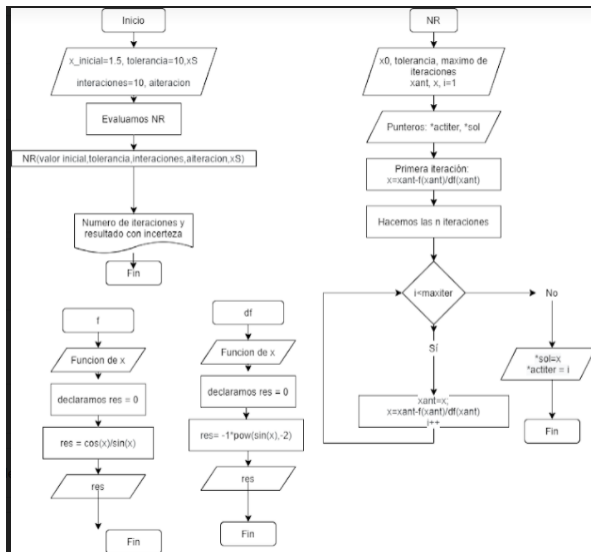 Inicio
x_inicial=1.5, tolerancia=10,xS
interaciones=10, aiteracion
Evaluamos NR
NR(valor inicial,tolerancia,interaciones,aiteracion,xS)
Numero de iteraciones y
resultado con incerteza
Fin
f
Funcion de x
declaramos res = 0
res = cos(x)/sin(x)
res
Fin
df
Funcion de x
declaramos res = 0
res= -1*pow(sin(x),-2)
res
Fin
NR
x0, tolerancia, maximo de
iteraciones
xant, x, i=1
Punteros: *actiter, *sol
Primera iteración:
x=xant-f(xant)/df(xant)
Hacemos las n iteraciones
i<maxiter
No
Sí
*sol=x
*actiter = i
xant=x;
x=xant-f(xant)/df(xant)
i++
Fin